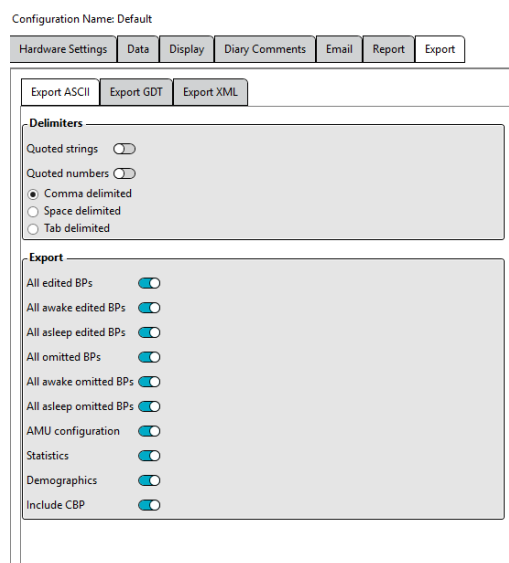 Configuration Name: Default
Hardware Settings Data Display Diary Comments Email Report Export
Export ASCII Export GDT Export XML
Delimiters
Quoted strings
Quoted numbers
Comma delimited
Space delimited
Tab delimited
Export
All edited BPs
All awake edited BPs
All asleep edited BPs
All omitted BPs
All awake omitted BPs
All asleep omitted BPs
AMU configuration
Statistics
Demographics
Include CBP